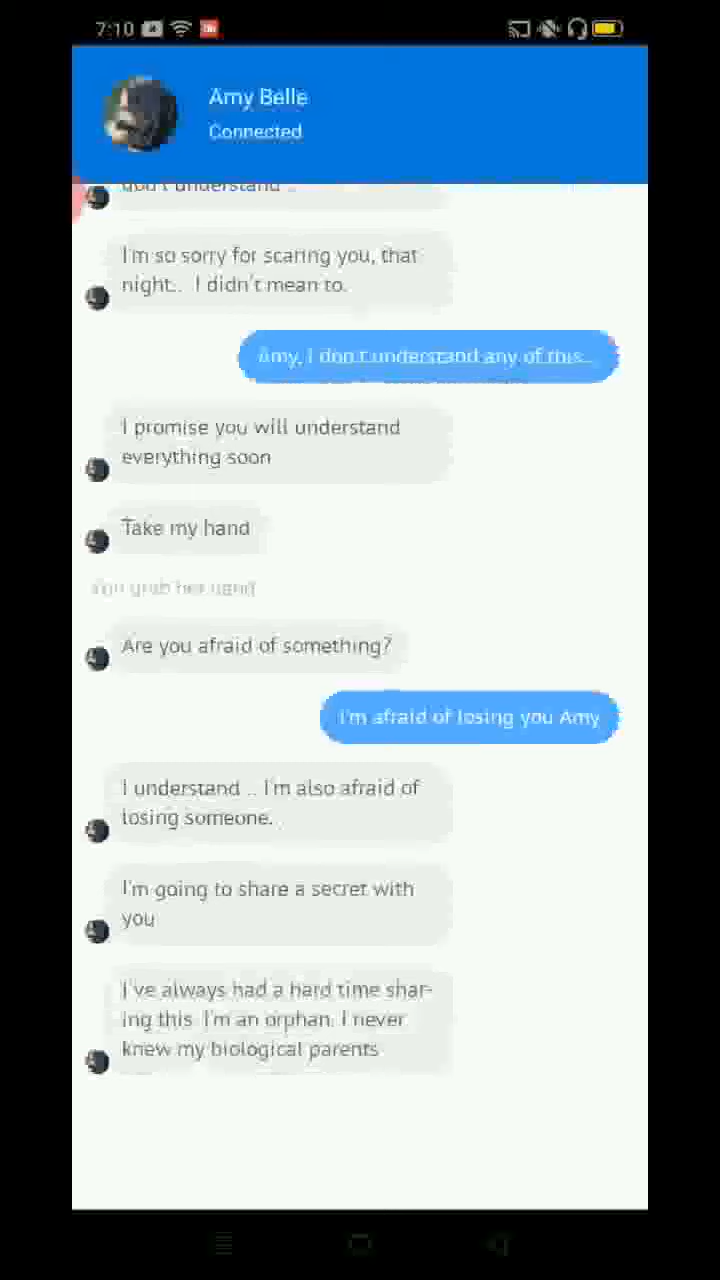 7:10
Amy Belle
Connected
don't understand ..
I'm so sorry for scaring you, that
night... I didn't mean to.
Amy, I don't understand any of this...
I promise you will understand
everything soon
Take my hand
You grab her hand
Are you afraid of something?
I'm afraid of losing you Amy
I understand .. I'm also afraid of
losing someone.
I'm going to share a secret with
you
I've always had a hard time shar-
ing this. I'm an orphan. I never
knew my biological parents